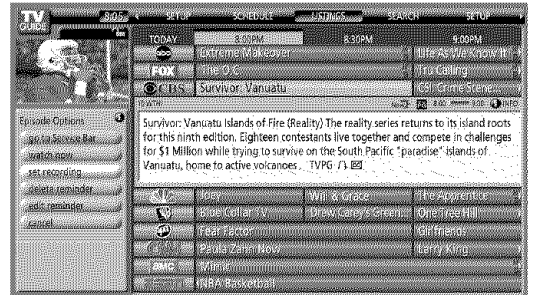 TV GUIDE
8:05
SETUP SCHEDULE LISTINGS SEARCH SETUP
TODAY 8:00PM 8:30PM 9:00PM
abc Extreme Makeover Life As We Know It
FOX The O.C. Tru Calling
CBS Survivor: Vanuatu CSI Crime Scene...
Survivor: Vanuatu Islands of Fire (Reality) The reality series returns to its island roots
for this ninth edition. Eighteen contestants live together and compete in challenges
for $1 Million while trying to survive on the South Pacific "paradise" islands of
Vanuatu, home to active volcanoes. TVPG
Episode Options
go to Service Bar
watch now
set recording
delete reminder
edit reminder
cancel
Joey Will & Grace The Apprentice
Blue Collar TV Drew Carey's Green... One Tree Hill
Fear Factor Girlfriends
Paula Zahn Now Larry King
AMC
NBA Basketball